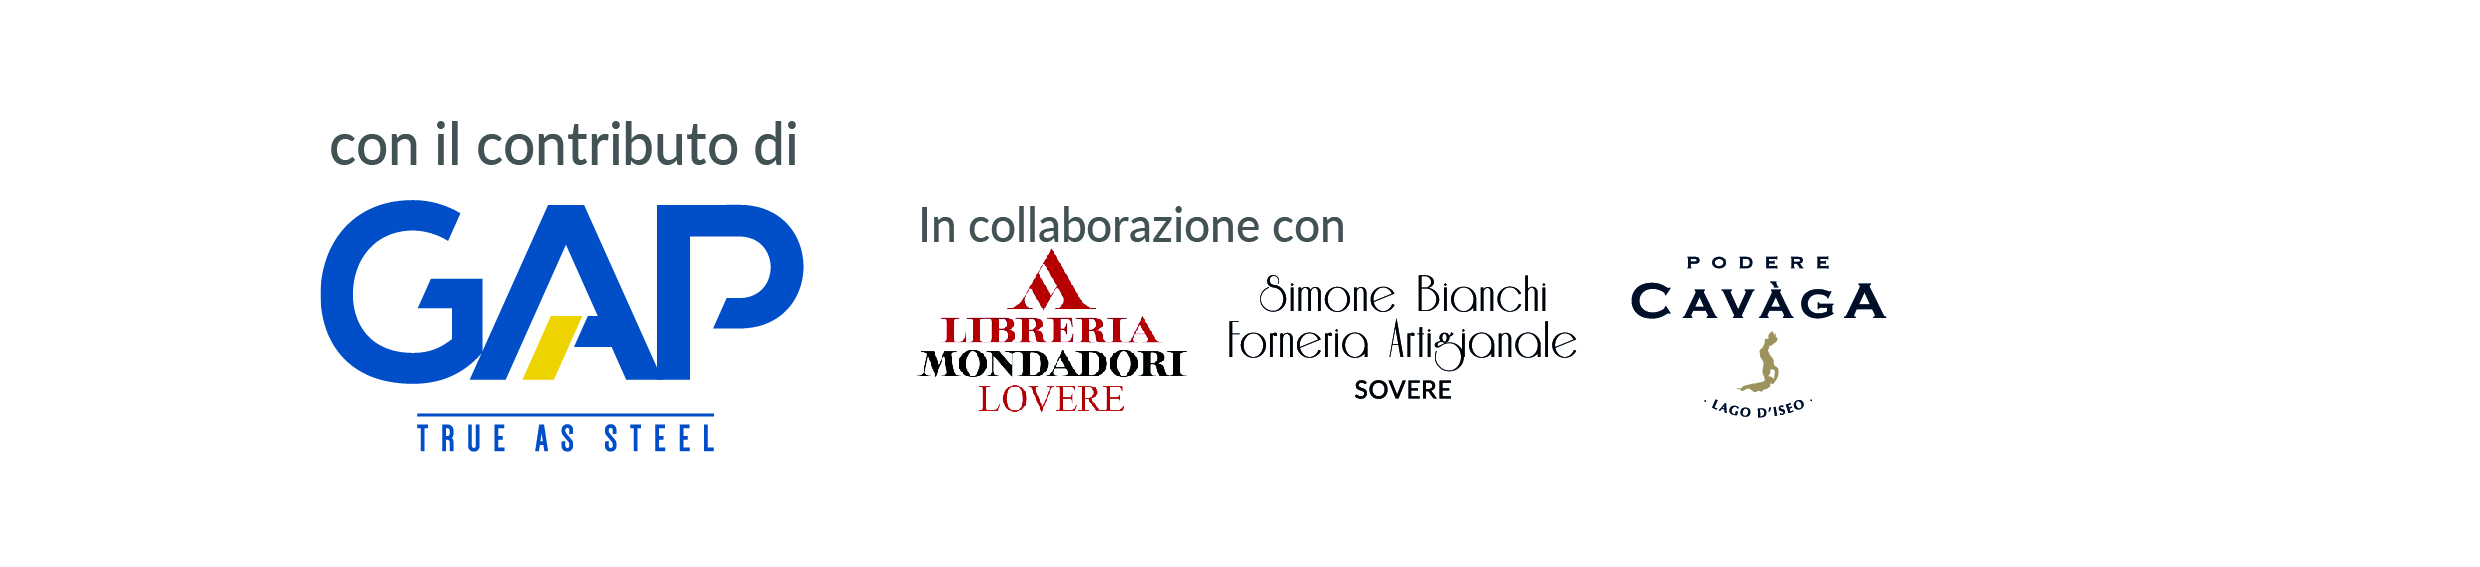 con il contributo di
GAP
TRUE AS STEEL
In collaborazione con
LIBRERIA
MONDADORI
LOVERE
Simone Bianchi
Forneria Artigianale
SOVERE
PODERE
CAVÀGA
· LAGO D'ISEO ·